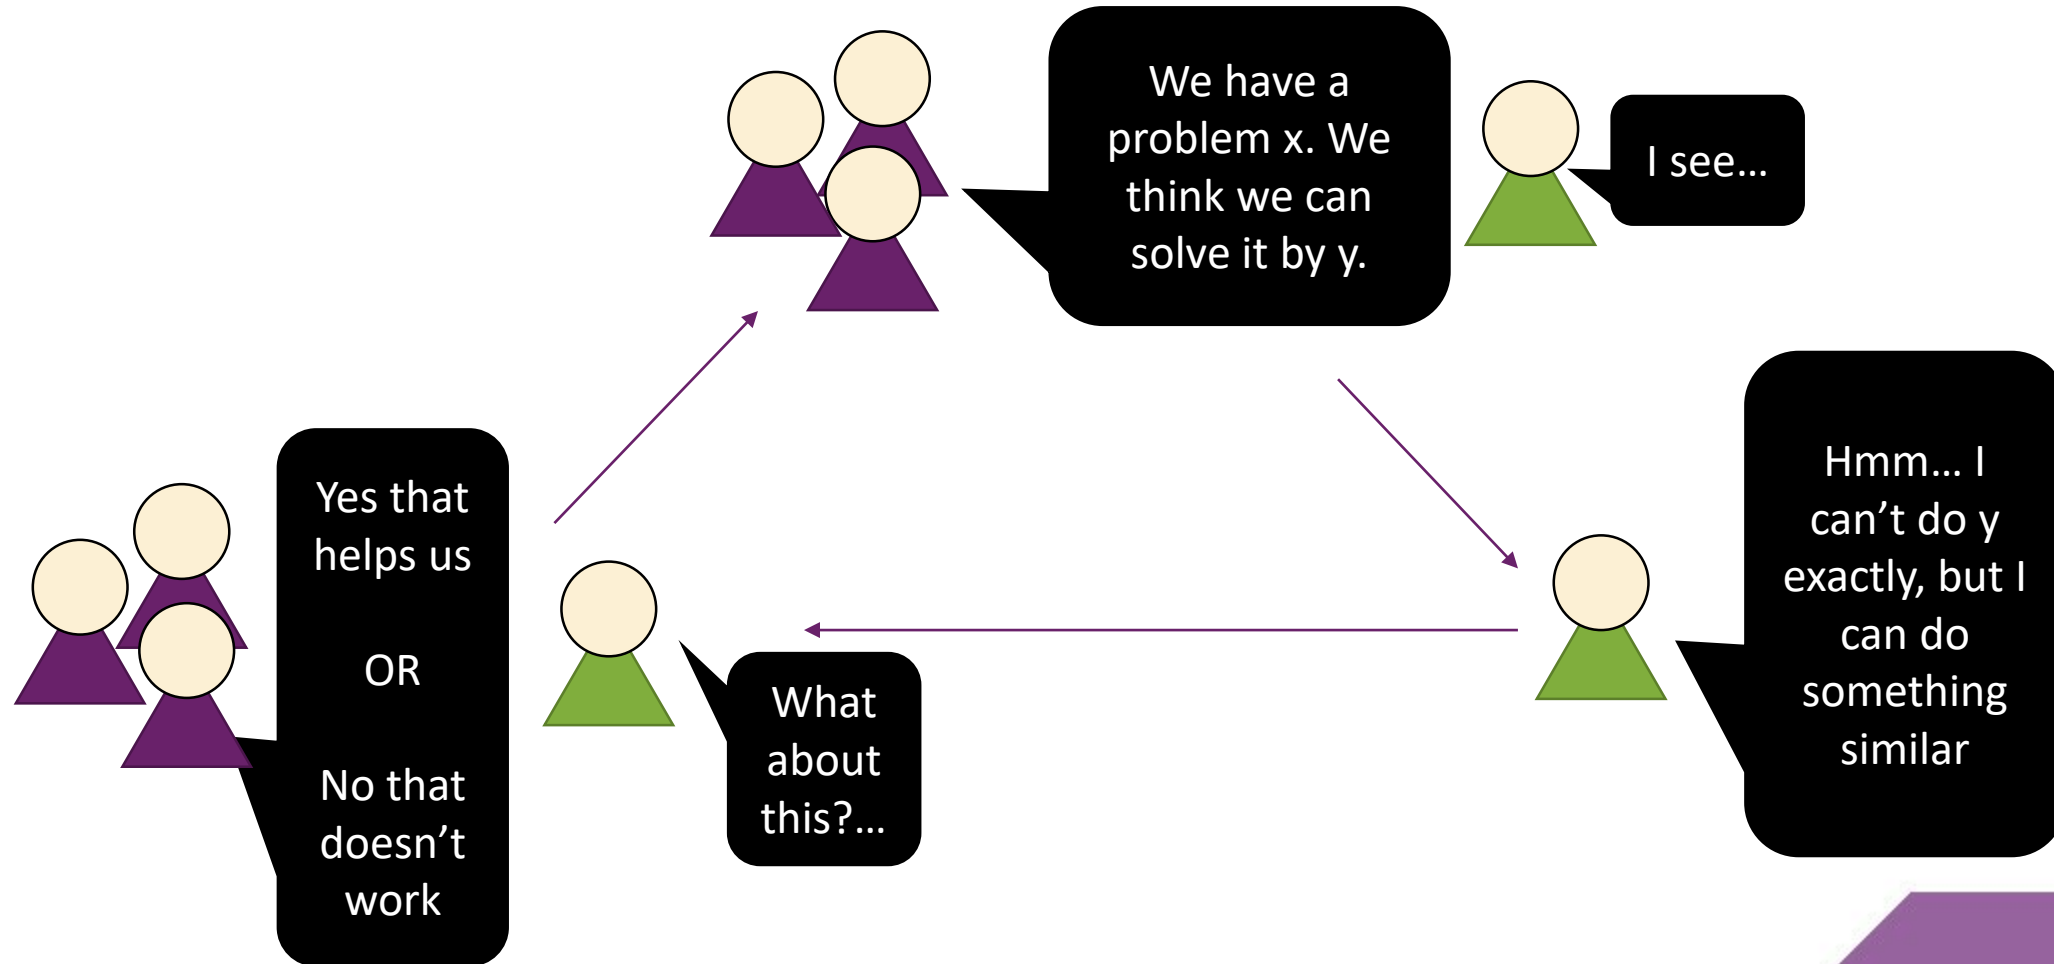 We have a
problem x. We
think we can
solve it by y.
I see…
Hmm… I
can’t do y
exactly, but I
can do
something
similar
What
about
this?…
Yes that
helps us
OR
No that
doesn’t
work